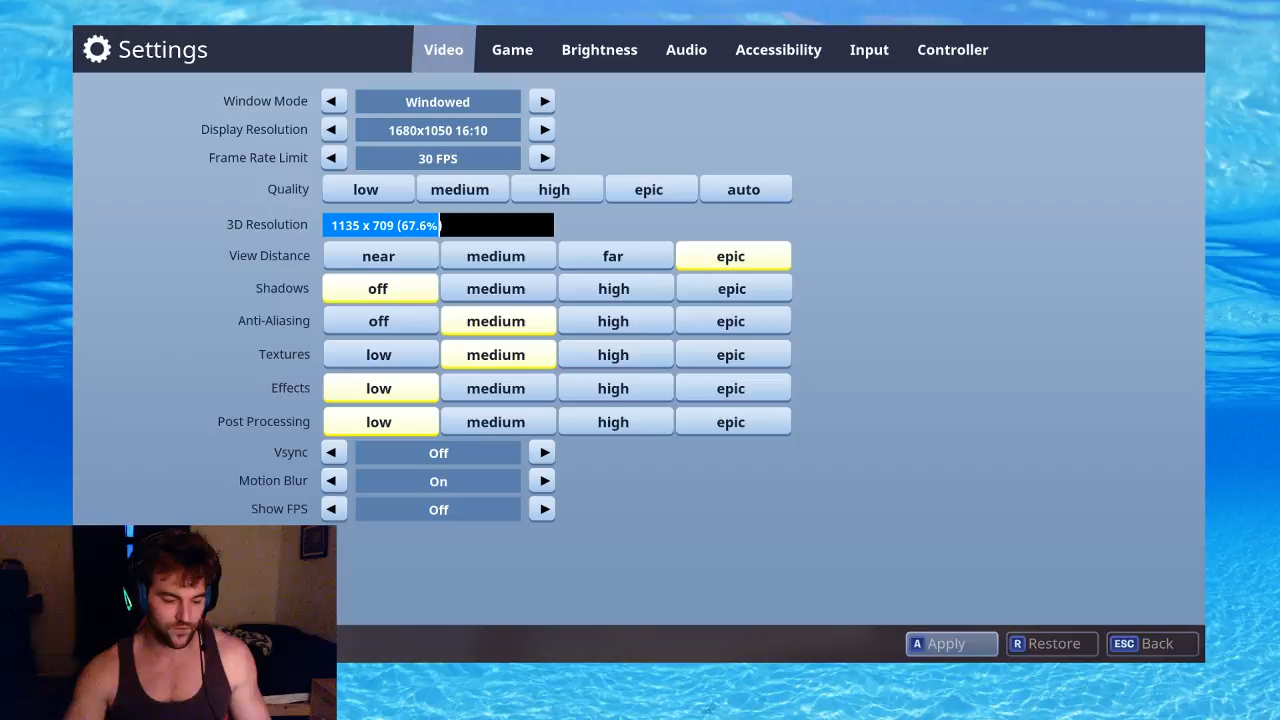 Settings Video Game Brightness Audio Accessibility Input Controller
Window Mode Windowed
Display Resolution 1680x1050 16:10
Frame Rate Limit 30 FPS
Quality low medium high epic auto
3D Resolution 1135 x 709 (67.6%)
View Distance near medium far epic
Shadows off medium high epic
Anti-Aliasing off medium high epic
Textures low medium high epic
Effects low medium high epic
Post Processing low medium high epic
Vsync Off
Motion Blur On
Show FPS Off
A Apply R Restore ESC Back